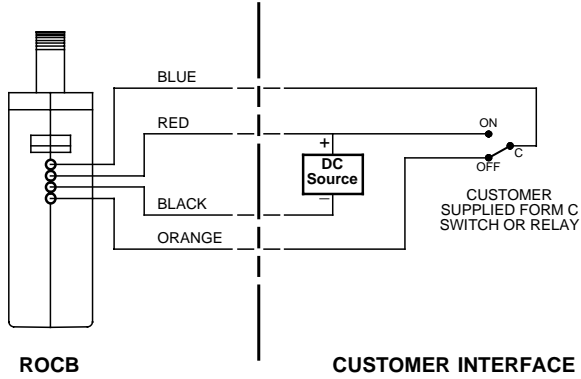 BLUE
RED
ON
+
C
DC
Source
OFF
−
BLACK
CUSTOMER
SUPPLIED FORM C
SWITCH OR RELAY
ORANGE
ROCB
CUSTOMER INTERFACE